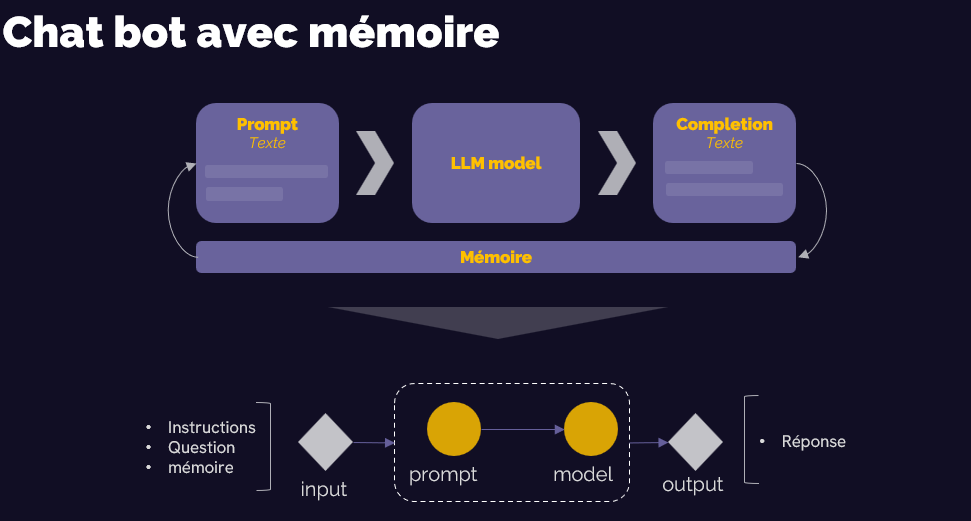 Chat bot avec mémoire
Prompt
Texte
LLM model
Completion
Texte
Mémoire
• Instructions
• Question
• mémoire
input
prompt
model
output
• Réponse